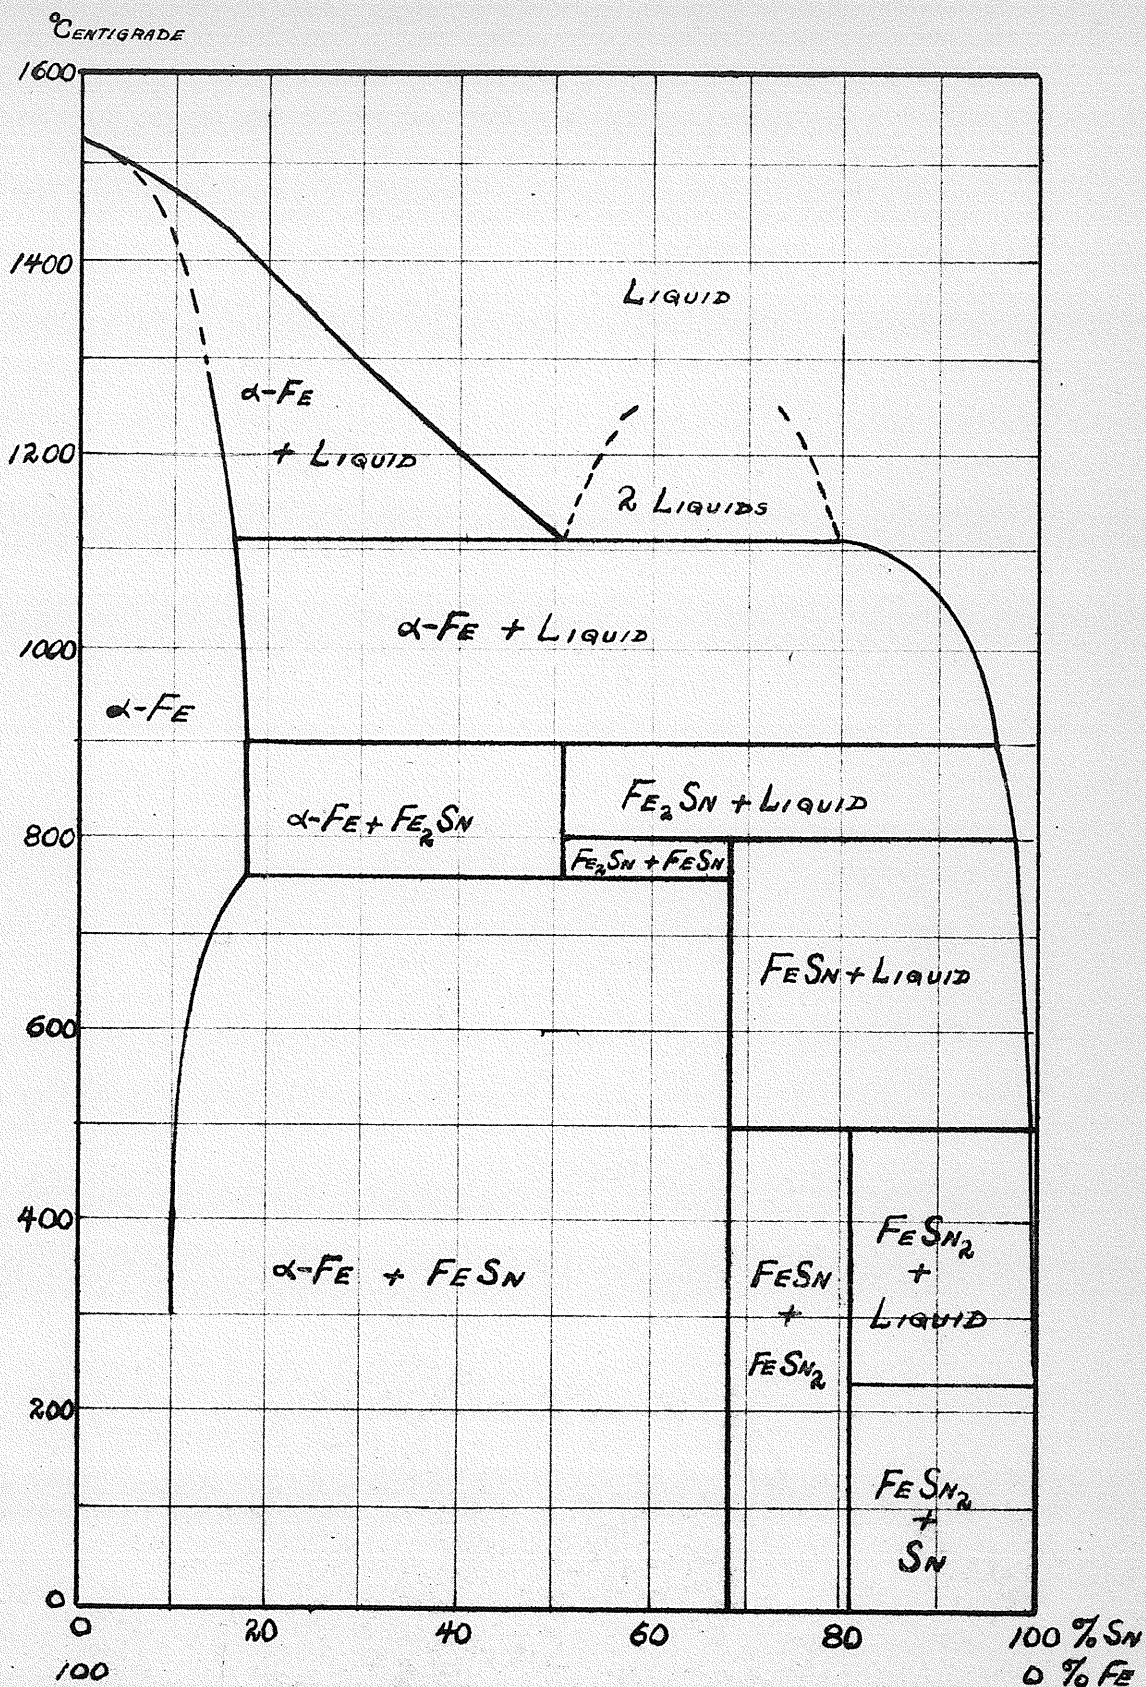 °CENTIGRADE
1600
1400
LIQUID
α-FE
+ LIQUID
1200
2 LIQUIDS
α-FE + LIQUID
1000
α-FE
FE₂SN + LIQUID
α-FE + FE₂SN
800
FE₂SN + FESN
FESN + LIQUID
600
400
FESN₂
+
LIQUID
α-FE + FESN
FESN
+
FESN₂
200
FESN₂
+
SN
0
0 20 40 60 80 100 % SN
100 0 % FE